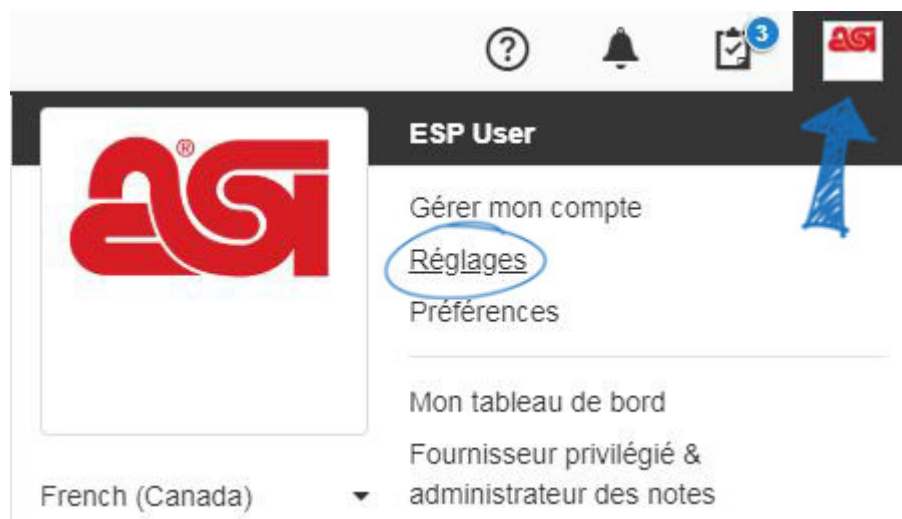 3
asi
ESP User
asi®
Gérer mon compte
Réglages
Préférences
Mon tableau de bord
Fournisseur privilégié &
administrateur des notes
French (Canada)